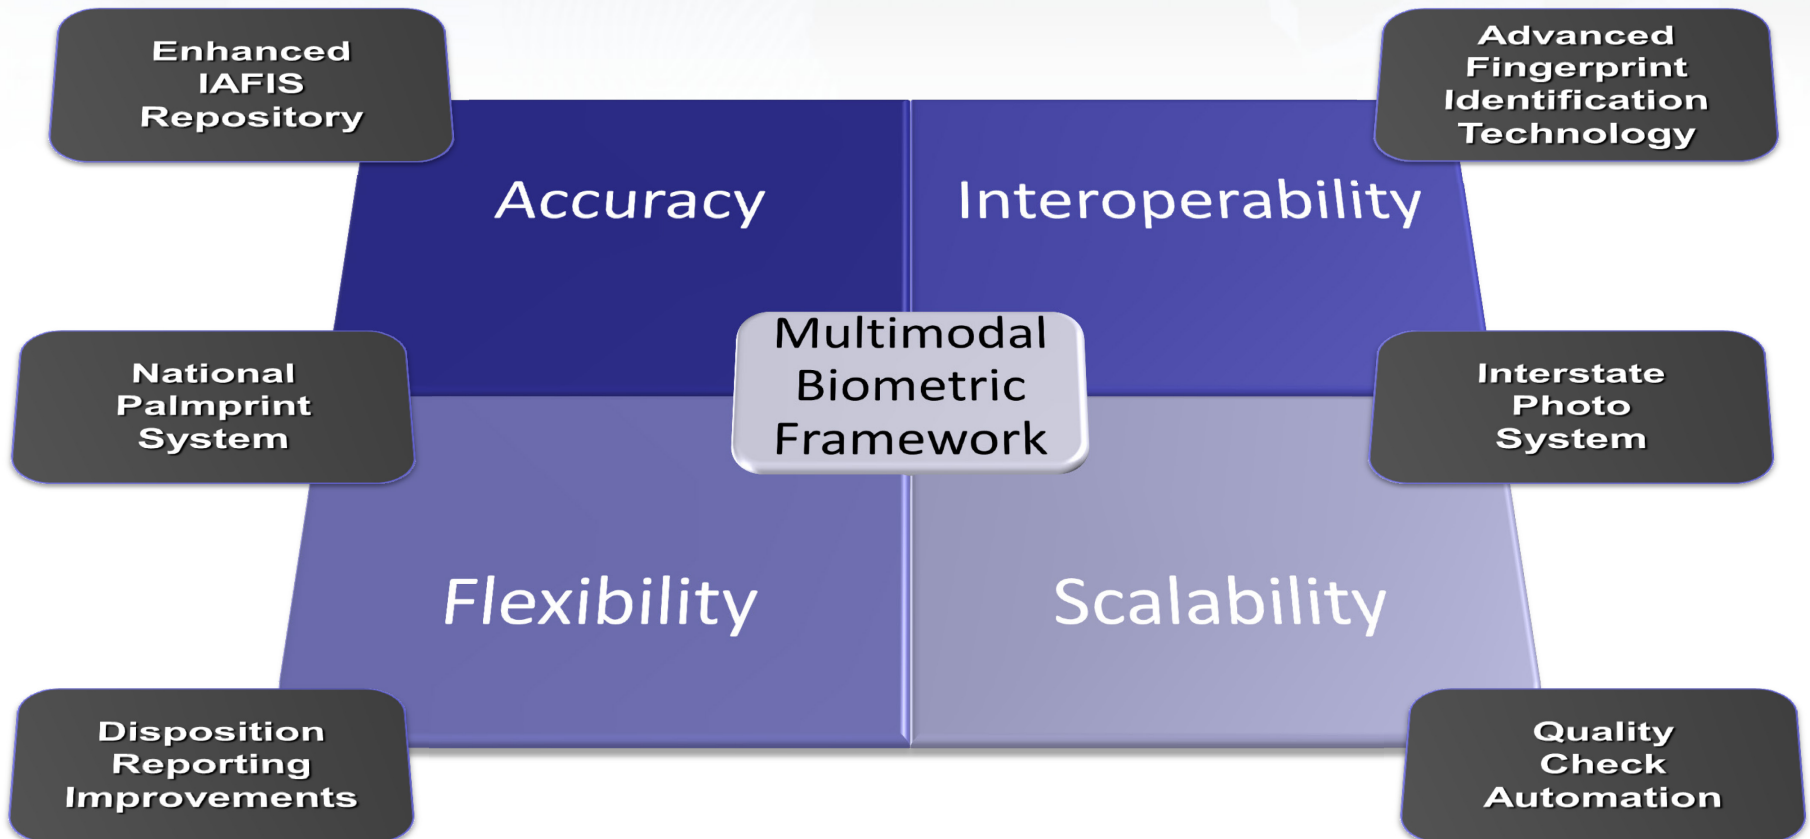 Enhanced
IAFIS
Repository
Advanced
Fingerprint
Identification
Technology
Accuracy
Interoperability
Multimodal
Biometric
Framework
National
Palmprint
System
Interstate
Photo
System
Flexibility
Scalability
Disposition
Reporting
Improvements
Quality
Check
Automation